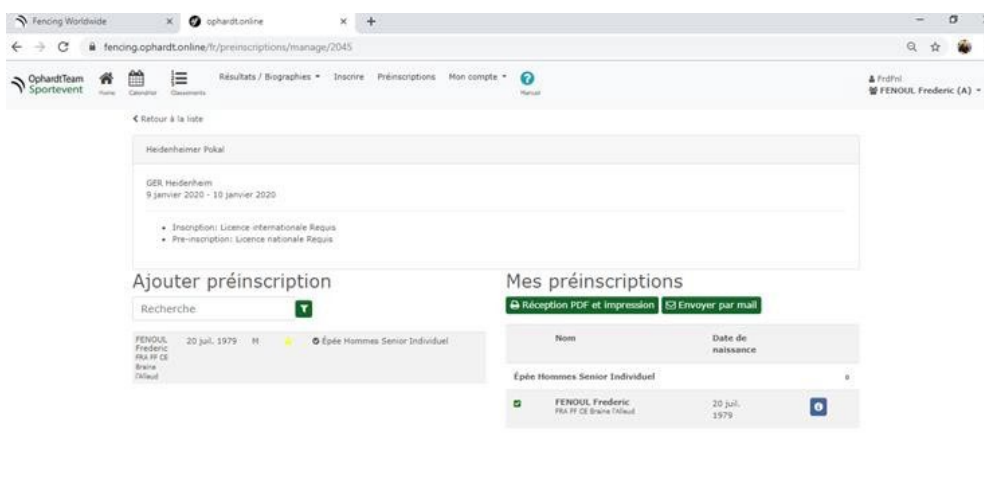 Fencing Worldwide
ophardt.online
fencing.ophardt.online/fr/preinscriptions/manage/2045
OphardtTeam
Sportevent
Home
Calendrier
Classements
Résultats / Biographies
Inscrire
Préinscriptions
Mon compte
Manuel
FrdFnl
FENOUL Frederic (A)
Retour à la liste
Heidenheimer Pokal
GER, Heidenheim
9 janvier 2020 - 10 janvier 2020
Inscription: Licence internationale Requis
Pre-inscription: Licence nationale Requis
Ajouter préinscription
Recherche
FENOUL
Frederic
FRA FF CE
Braine
l'Alleud
20 juil. 1979
M
Épée Hommes Senior Individuel
Mes préinscriptions
Réception PDF et impression
Envoyer par mail
Nom
Date de
naissance
Épée Hommes Senior Individuel
FENOUL Frederic
FRA FF CE Braine l'Alleud
20 juil.
1979